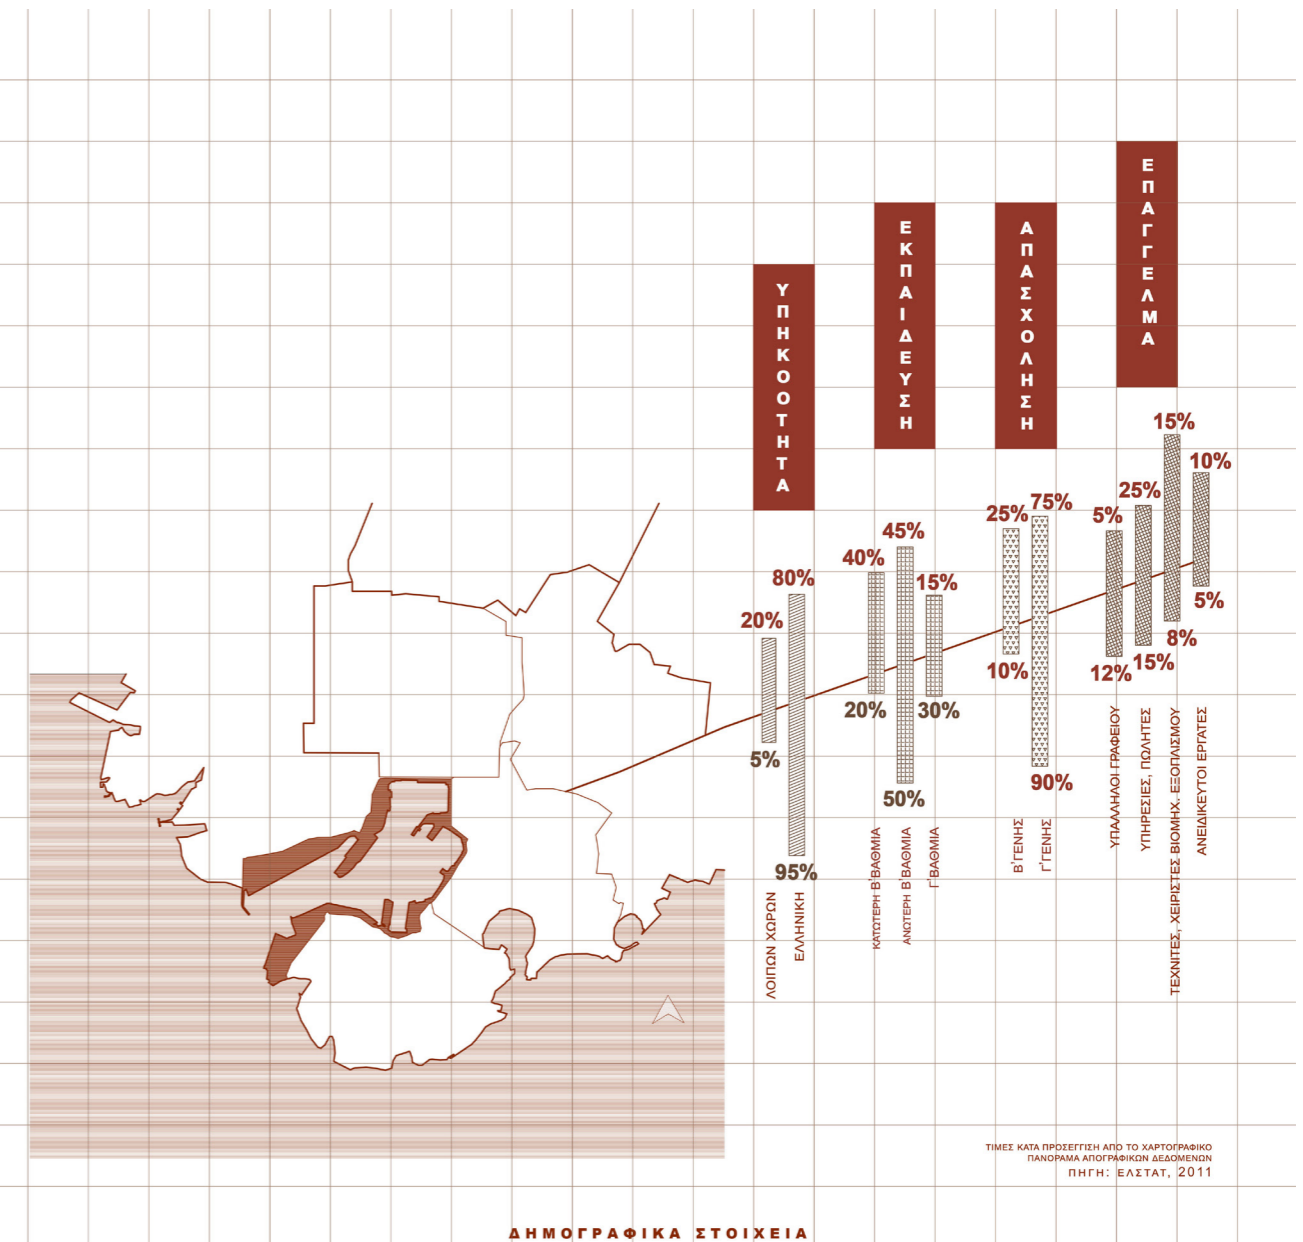 ΥΠΗΚΟΟΤΗΤΑ
ΕΚΠΑΙΔΕΥΣΗ
ΑΠΑΣΧΟΛΗΣΗ
ΕΠΑΓΓΕΛΜΑ
20%
80%
5%
95%
ΛΟΙΠΩΝ ΧΩΡΩΝ
ΕΛΛΗΝΙΚΗ
40%
45%
15%
20%
50%
30%
ΚΑΤΩΤΕΡΗ Β'ΒΑΘΜΙΑ
ΑΝΩΤΕΡΗ Β'ΒΑΘΜΙΑ
Γ'ΒΑΘΜΙΑ
25%
75%
10%
90%
Β'ΓΕΝΗΣ
Γ'ΓΕΝΗΣ
5%
25%
15%
10%
12%
15%
8%
5%
ΥΠΑΛΛΗΛΟΙ ΓΡΑΦΕΙΟΥ
ΥΠΗΡΕΣΙΕΣ, ΠΩΛΗΤΕΣ
ΤΕΧΝΙΤΕΣ, ΧΕΙΡΙΣΤΕΣ ΒΙΟΜΗΧ. ΕΞΟΠΛΙΣΜΟΥ
ΑΝΕΙΔΙΚΕΥΤΟΙ ΕΡΓΑΤΕΣ
ΤΙΜΕΣ ΚΑΤΑ ΠΡΟΣΕΓΓΙΣΗ ΑΠΟ ΤΟ ΧΑΡΤΟΓΡΑΦΙΚΟ
ΠΑΝΟΡΑΜΑ ΑΠΟΓΡΑΦΙΚΩΝ ΔΕΔΟΜΕΝΩΝ
ΠΗΓΗ: ΕΛΣΤΑΤ, 2011
ΔΗΜΟΓΡΑΦΙΚΑ ΣΤΟΙΧΕΙΑ